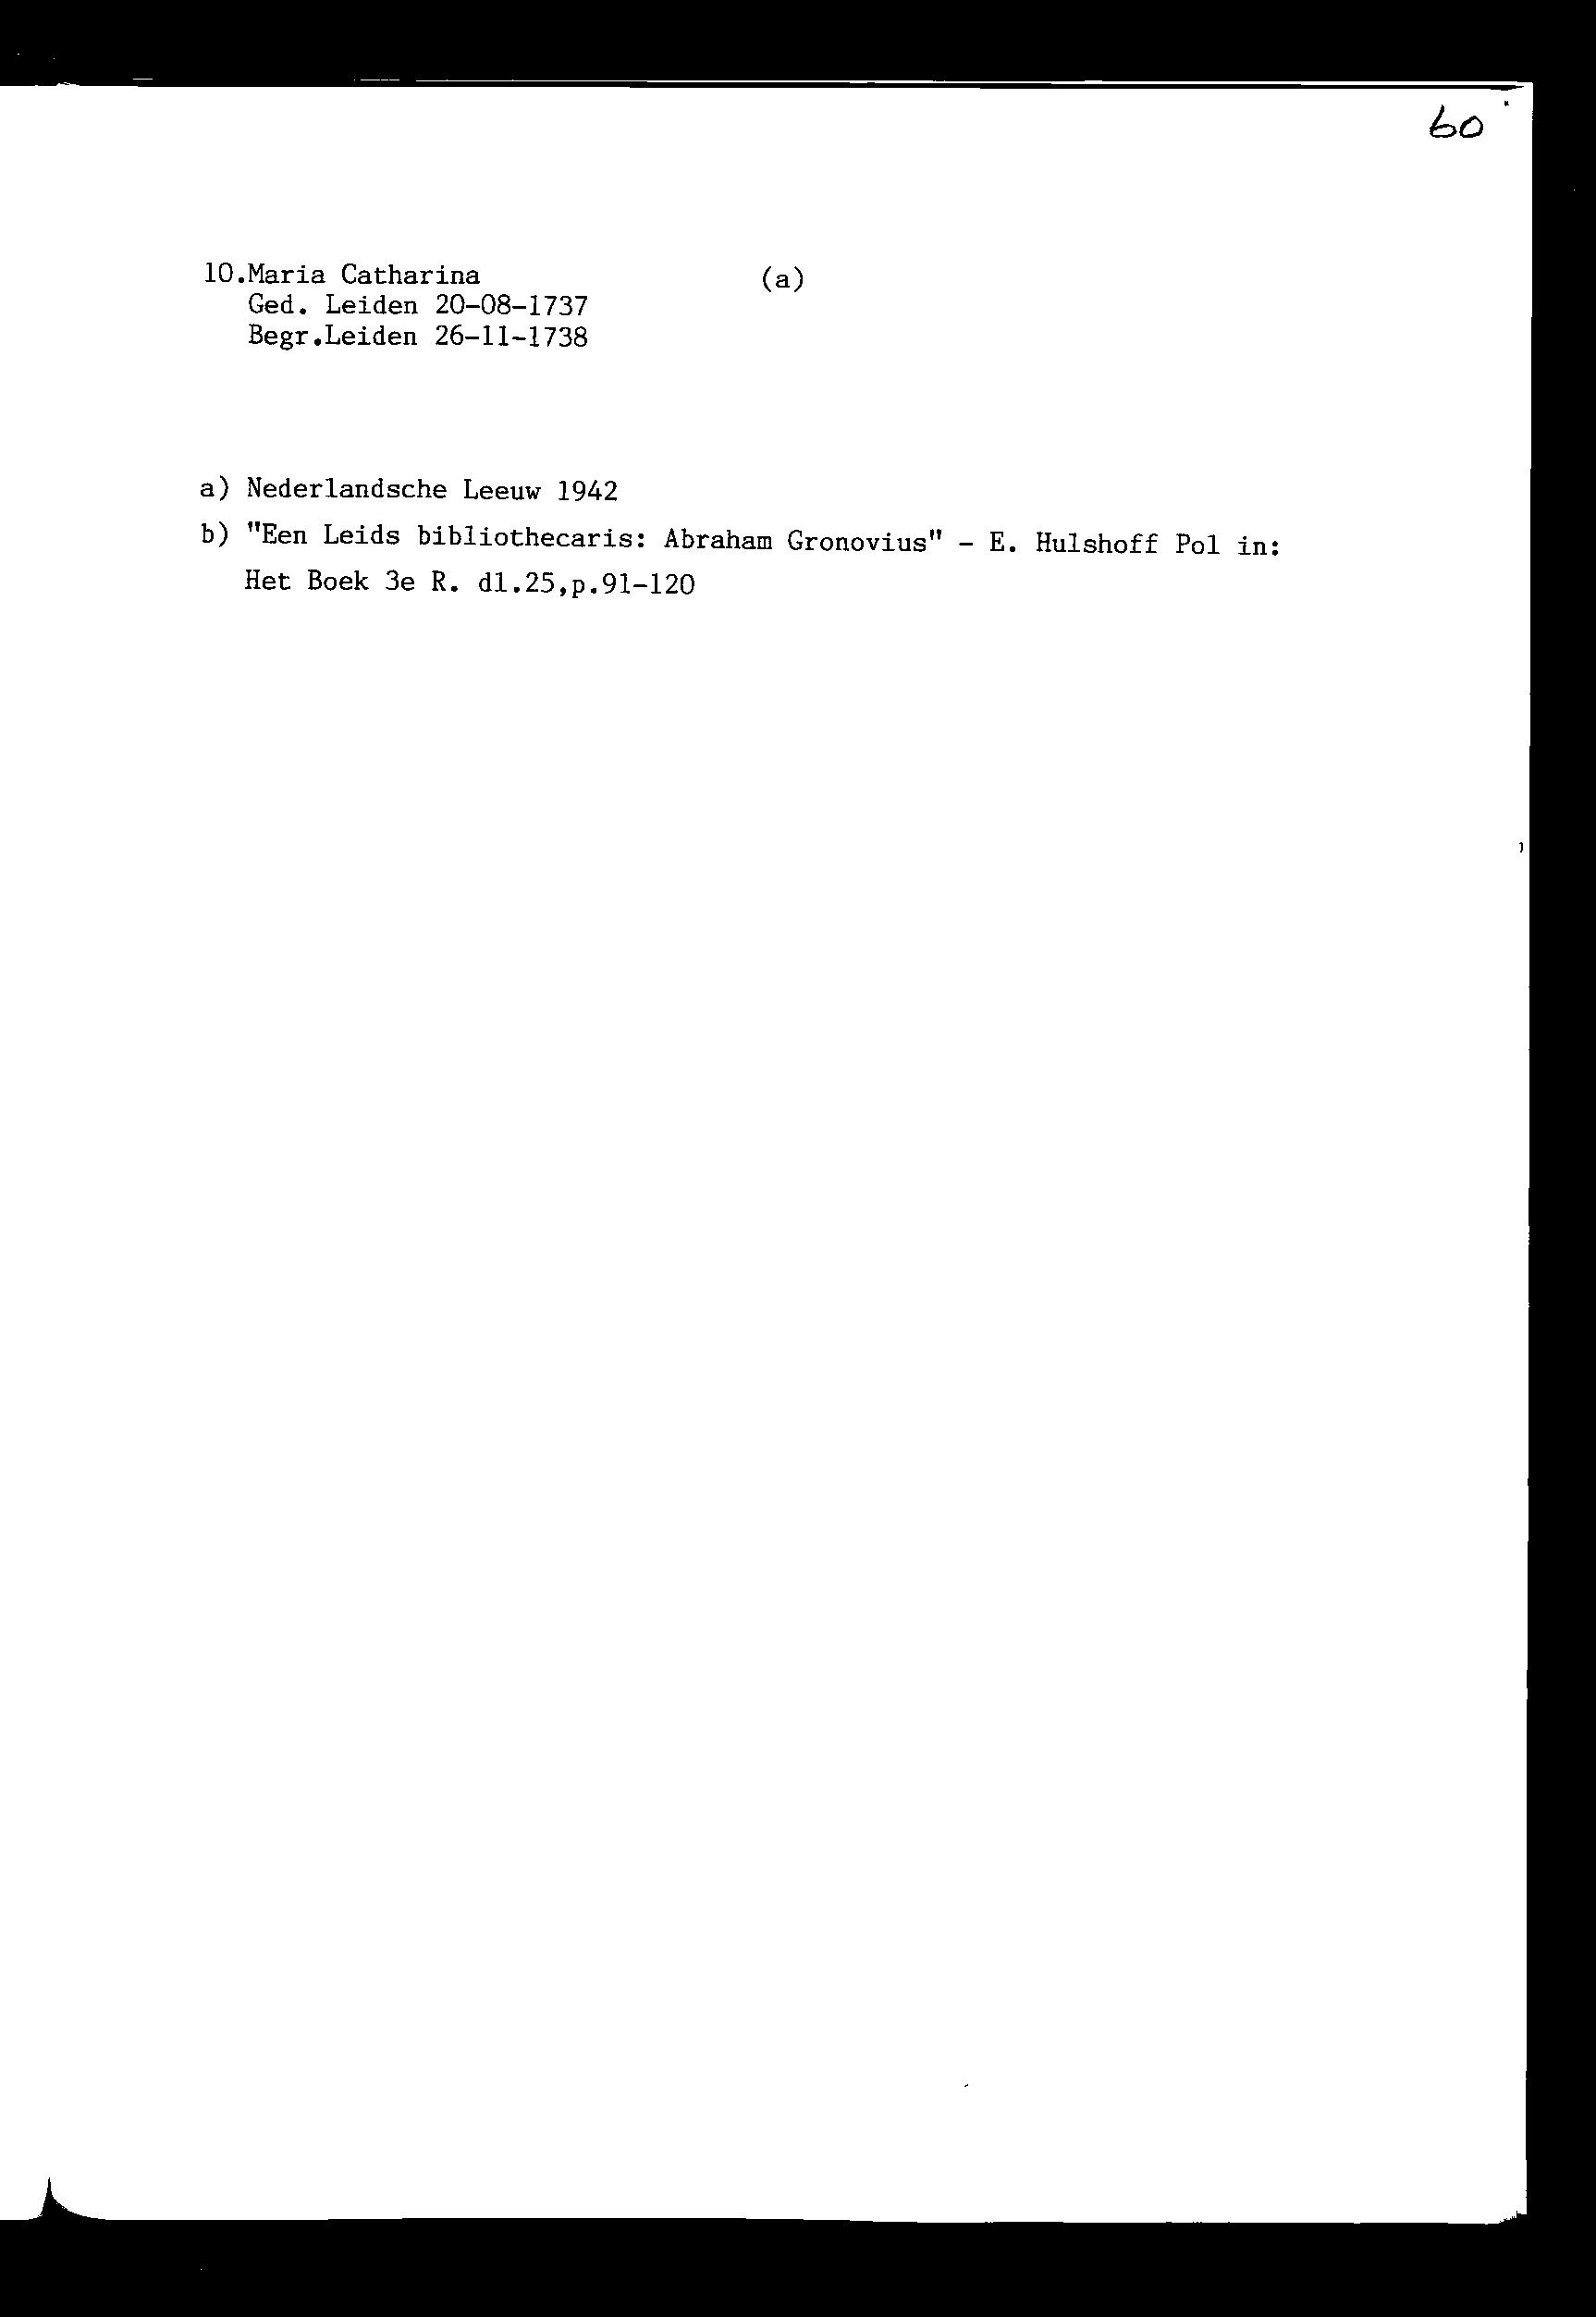 60
10.Maria Catharina (a)
Ged. Leiden 20-08-1737
Begr.Leiden 26-11-1738
a) Nederlandsche Leeuw 1942
b) "Een Leids bibliothecaris: Abraham Gronovius" - E. Hulshoff Pol in:
Het Boek 3e R. dl.25,p.91-120